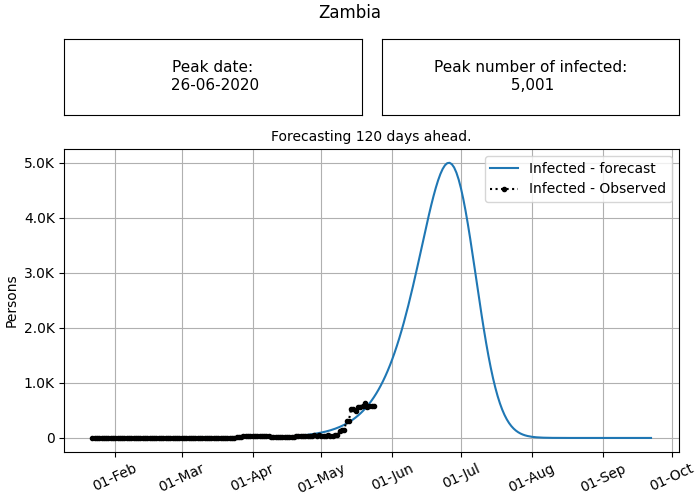 Zambia
Peak date:
26-06-2020
Peak number of infected:
5,001
Forecasting 120 days ahead.
5.0K
4.0K
3.0K
2.0K
1.0K
0
Persons
Infected - forecast
Infected - Observed
01-Feb
01-Mar
01-Apr
01-May
01-Jun
01-Jul
01-Aug
01-Sep
01-Oct